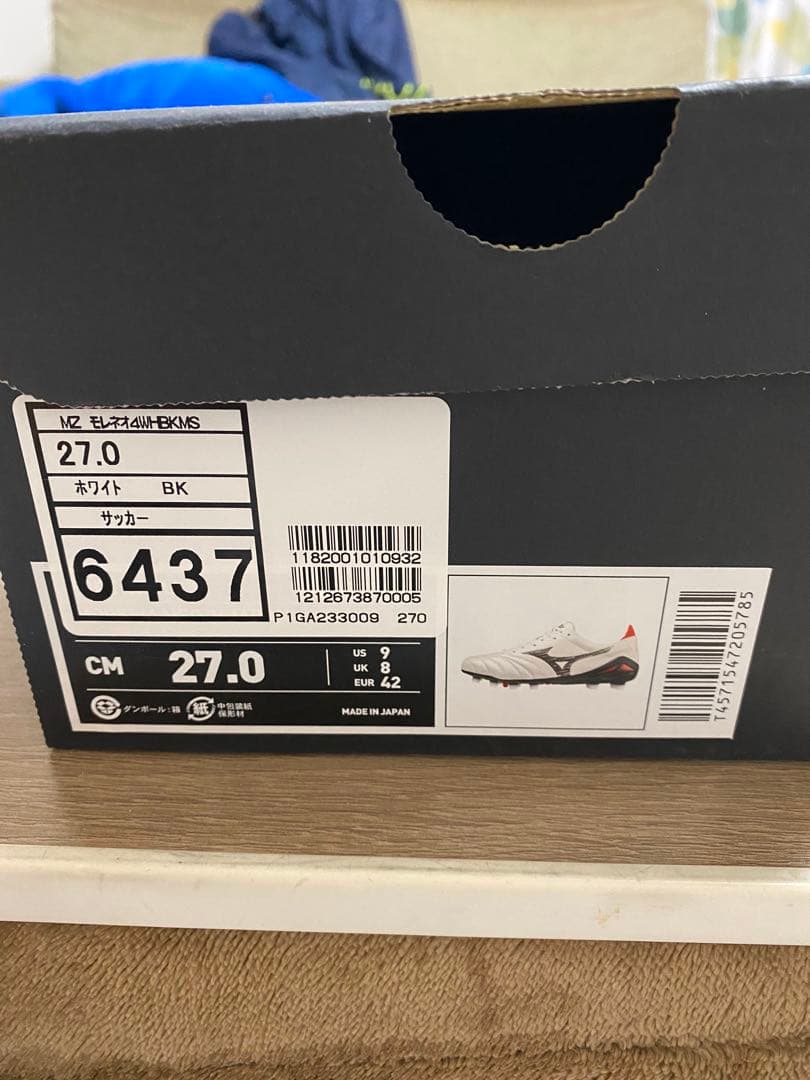 MZ モレネオ4WHBKMS
27.0
ホワイト BK
サッカー
6437
1182001010932
1212673870005
P1GA233009 270
CM 27.0
US 9
UK 8
EUR 42
ダンボール:箱
紙
中包装紙
保形材
MADE IN JAPAN
T4571547205785